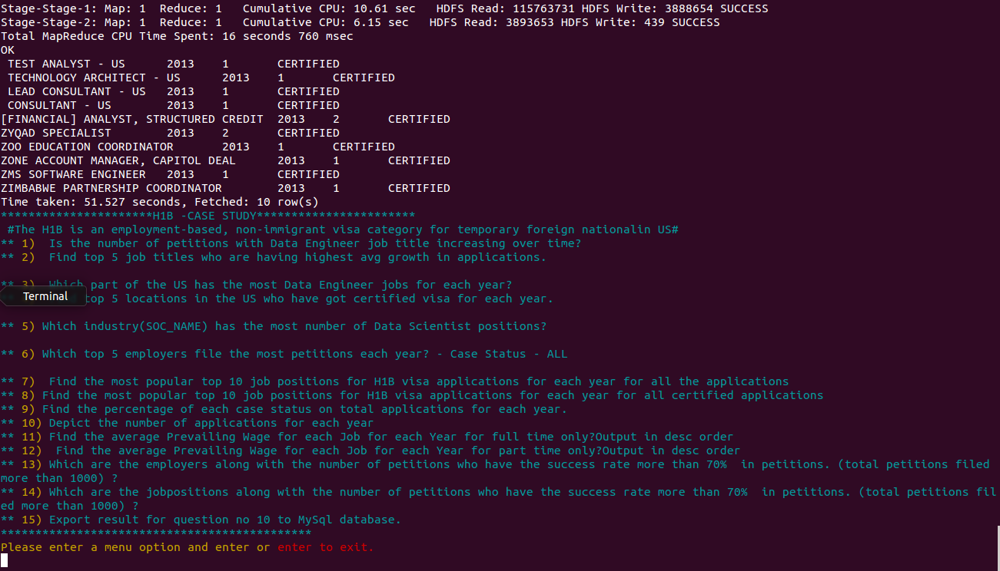 Stage-Stage-1: Map: 1  Reduce: 1   Cumulative CPU: 10.61 sec   HDFS Read: 115763731 HDFS Write: 3888654 SUCCESS
Stage-Stage-2: Map: 1  Reduce: 1   Cumulative CPU: 6.15 sec   HDFS Read: 3893653 HDFS Write: 439 SUCCESS
Total MapReduce CPU Time Spent: 16 seconds 760 msec
OK
 TEST ANALYST - US      2013    1       CERTIFIED
 TECHNOLOGY ARCHITECT - US      2013    1       CERTIFIED
 LEAD CONSULTANT - US   2013    1       CERTIFIED
 CONSULTANT - US        2013    1       CERTIFIED
[FINANCIAL] ANALYST, STRUCTURED CREDIT  2013    2       CERTIFIED
ZYQAD SPECIALIST        2013    2       CERTIFIED
ZOO EDUCATION COORDINATOR       2013    1       CERTIFIED
ZONE ACCOUNT MANAGER, CAPITOL DEAL      2013    1       CERTIFIED
ZMS SOFTWARE ENGINEER   2013    1       CERTIFIED
ZIMBABWE PARTNERSHIP COORDINATOR        2013    1       CERTIFIED
Time taken: 51.527 seconds, Fetched: 10 row(s)
**********************H1B -CASE STUDY***********************
 #The H1B is an employment-based, non-immigrant visa category for temporary foreign nationalin US#
** 1)  Is the number of petitions with Data Engineer job title increasing over time?
** 2)  Find top 5 job titles who are having highest avg growth in applications.
** 3)  Which part of the US has the most Data Engineer jobs for each year?
Terminal
top 5 locations in the US who have got certified visa for each year.
** 5) Which industry(SOC_NAME) has the most number of Data Scientist positions?
** 6) Which top 5 employers file the most petitions each year? - Case Status - ALL
** 7)  Find the most popular top 10 job positions for H1B visa applications for each year for all the applications
** 8) Find the most popular top 10 job positions for H1B visa applications for each year for all certified applications
** 9) Find the percentage of each case status on total applications for each year.
** 10) Depict the number of applications for each year
** 11) Find the average Prevailing Wage for each Job for each Year for full time only?Output in desc order
** 12)  Find the average Prevailing Wage for each Job for each Year for part time only?Output in desc order
** 13) Which are the employers along with the number of petitions who have the success rate more than 70%  in petitions. (total petitions filed
more than 1000) ?
** 14) Which are the jobpositions along with the number of petitions who have the success rate more than 70%  in petitions. (total petitions fil
ed more than 1000) ?
** 15) Export result for question no 10 to MySql database.
*********************************************
Please enter a menu option and enter or enter to exit.